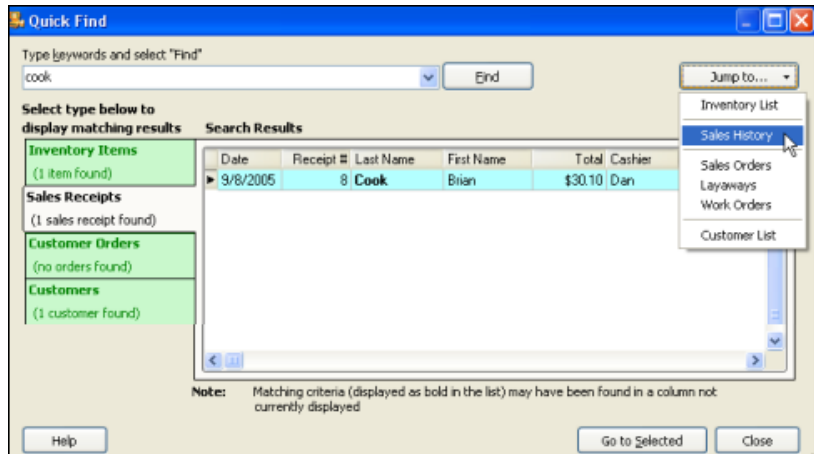 Quick Find
Type keywords and select "Find"
cook
Find
Jump to...
Inventory List
Sales History
Sales Orders
Layaways
Work Orders
Customer List
Select type below to
display matching results
Inventory Items
(1 item found)
Sales Receipts
(1 sales receipt found)
Customer Orders
(no orders found)
Customers
(1 customer found)
Search Results
Date Receipt # Last Name First Name Total Cashier
9/8/2005 8 Cook Brian $30.10 Dan
Note: Matching criteria (displayed as bold in the list) may have been found in a column not
currently displayed
Help
Go to Selected
Close